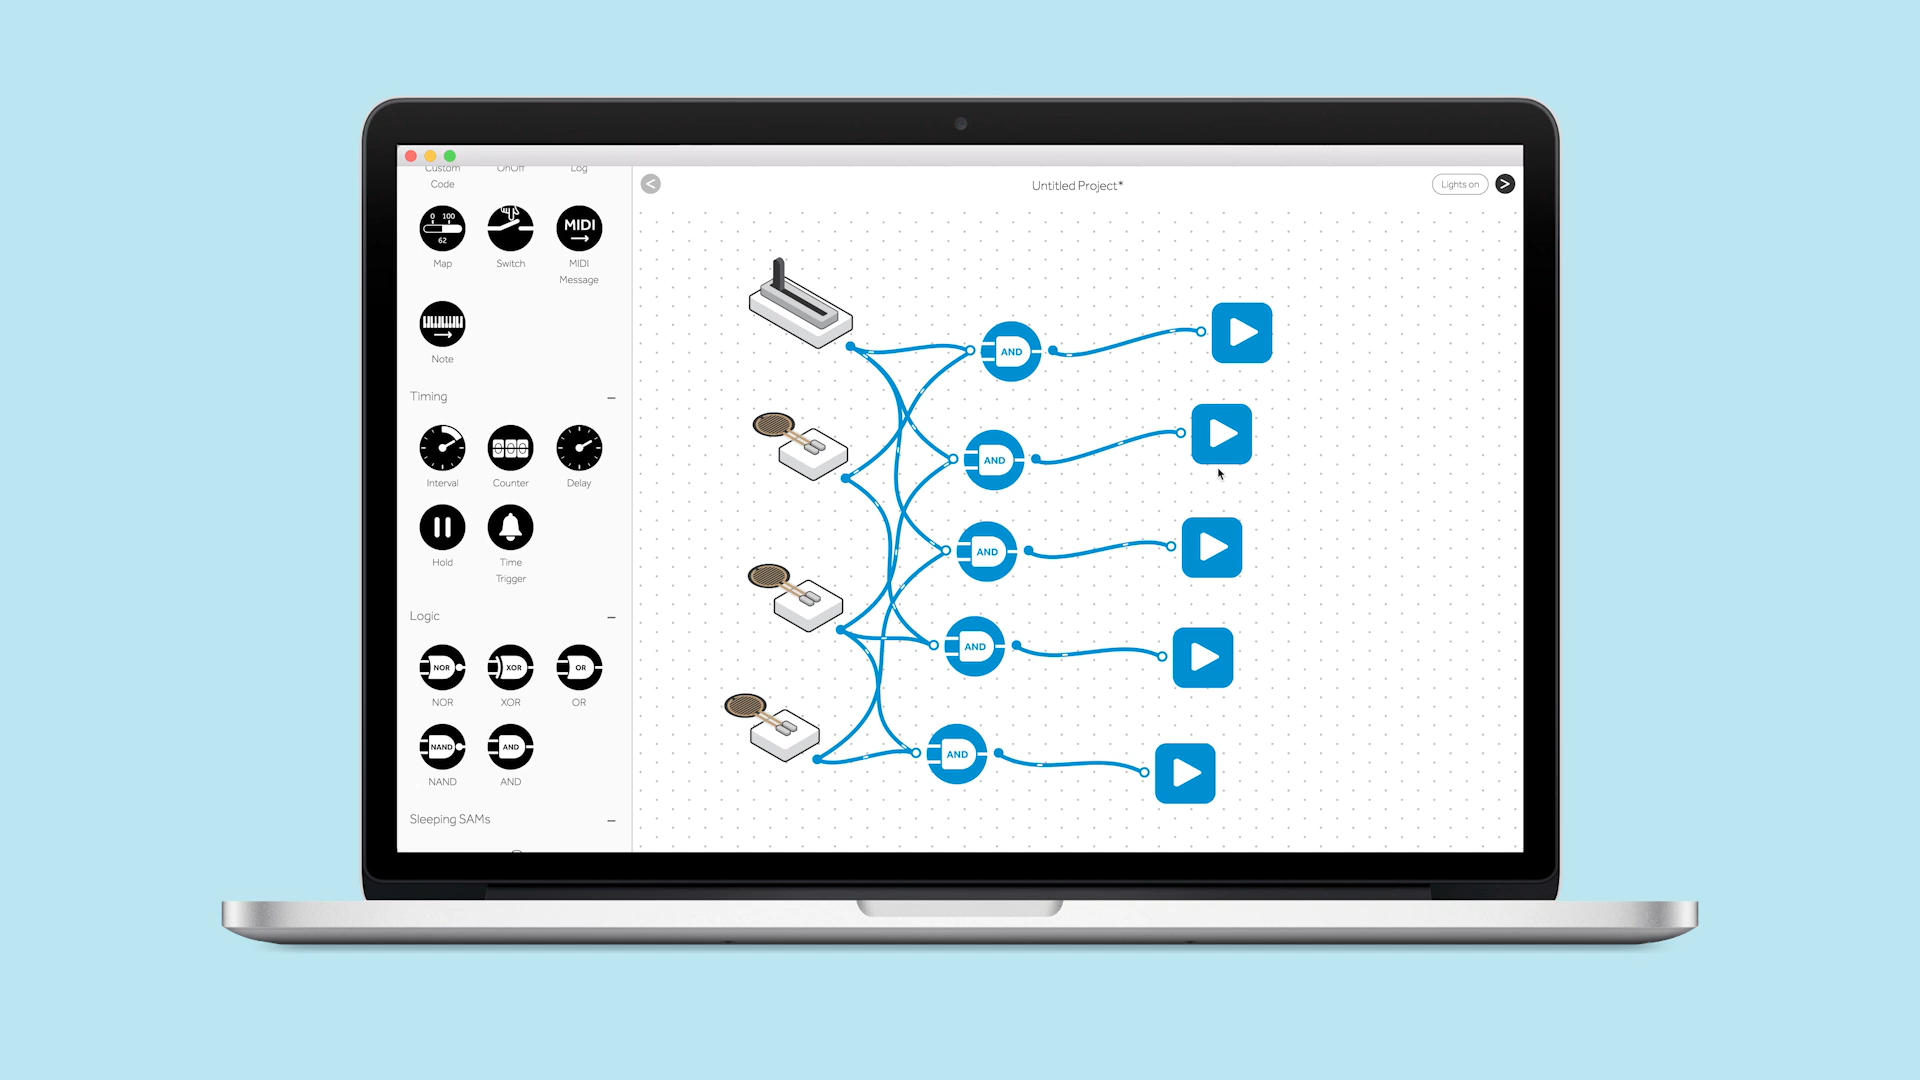 Custom OnOff Log
Code
Untitled Project*
Lights on
0 100
62
MIDI
Map Switch MIDI
Message
Note
Timing
000
Interval Counter Delay
Hold Time
Trigger
Logic
NOR XOR OR
NOR XOR OR
NAND AND
NAND AND
Sleeping SAMs
AND
AND
AND
AND
AND